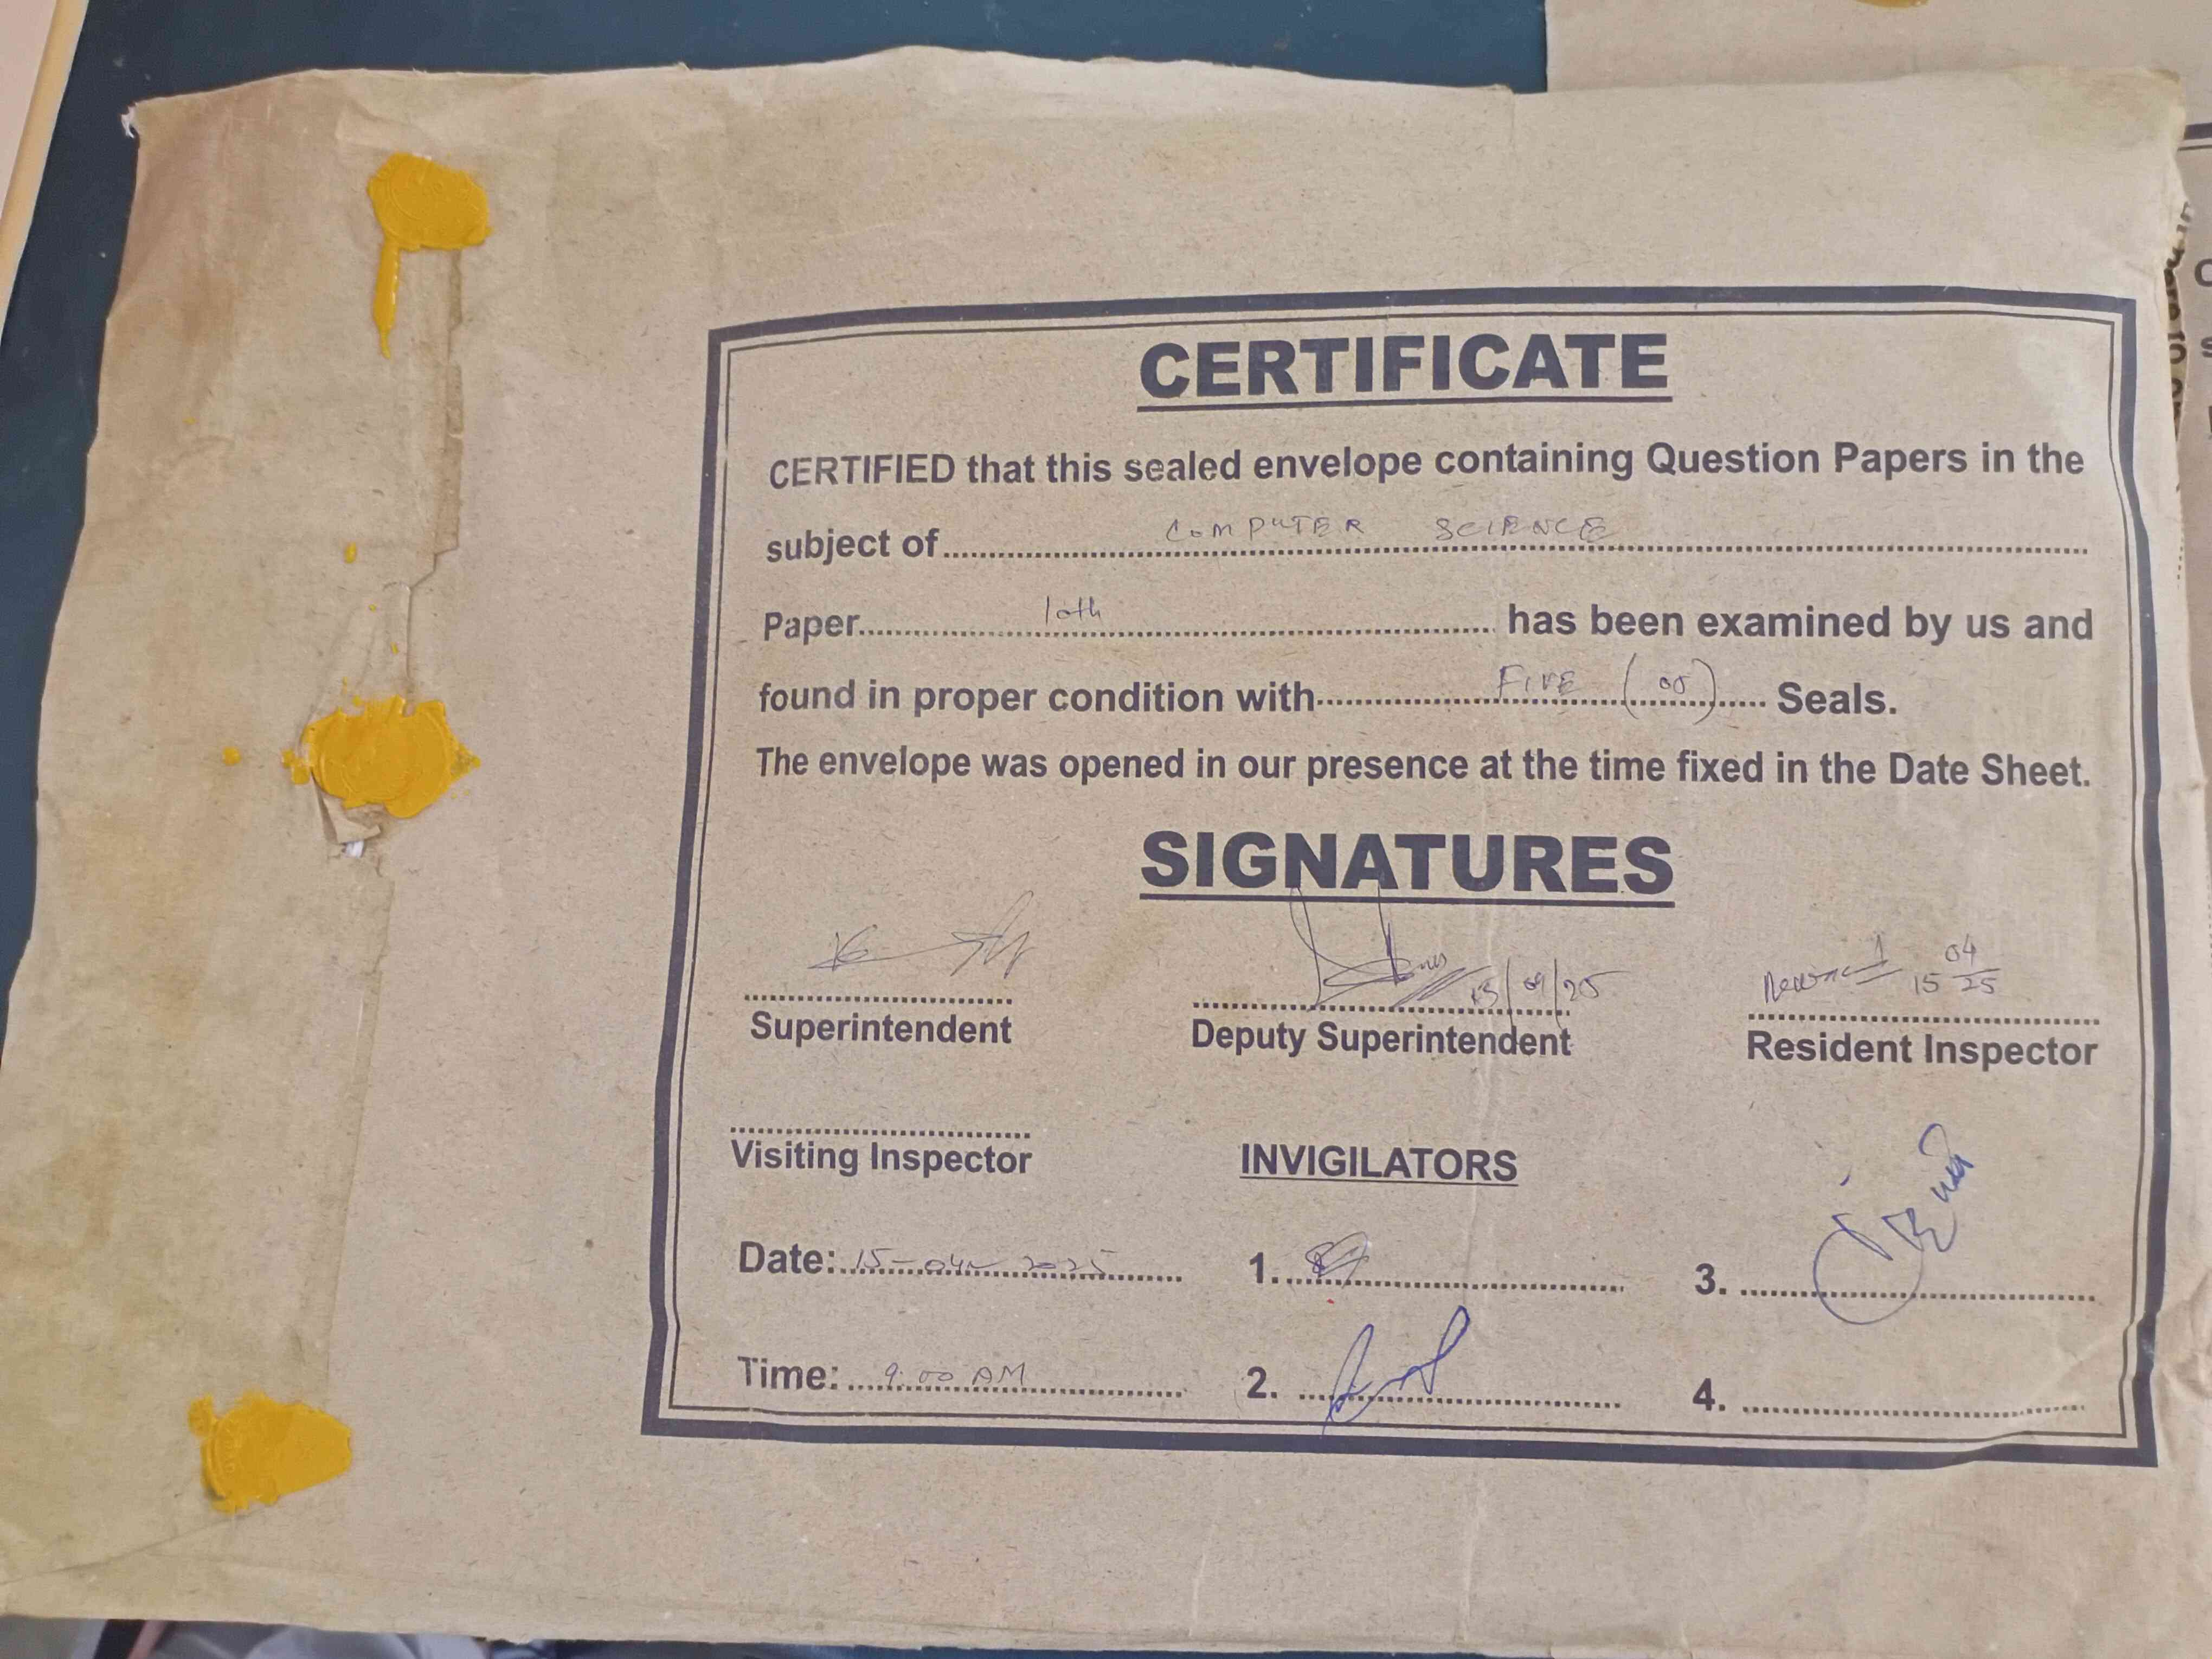 CERTIFICATE
CERTIFIED that this sealed envelope containing Question Papers in the
subject of COMPUTER SCIENCE
Paper 10th has been examined by us and
found in proper condition with FIVE (05) Seals.
The envelope was opened in our presence at the time fixed in the Date Sheet.
SIGNATURES
15/04/25
15 04/25
Superintendent Deputy Superintendent Resident Inspector
Visiting Inspector INVIGILATORS
Date: 15-04-2025 1. 3.
Time: 9:00 AM 2. 4.